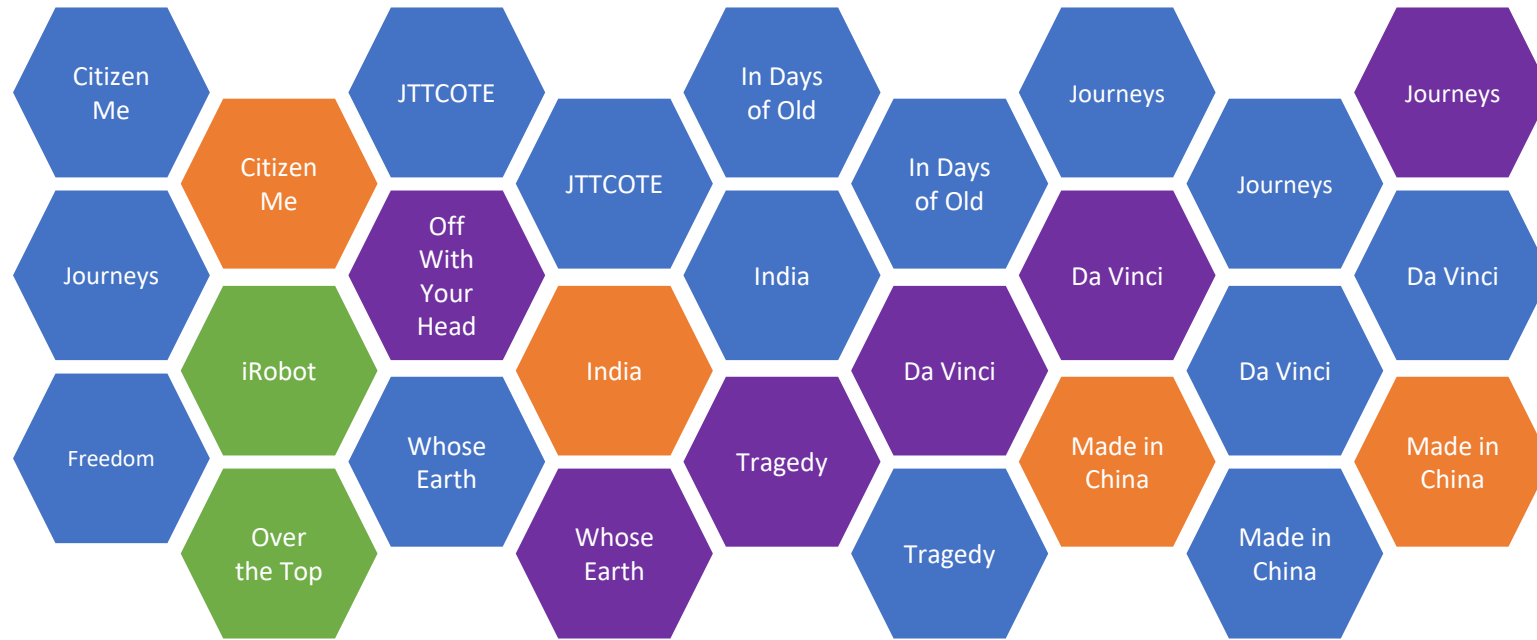 Citizen
Me
JTTCOTE
In Days
of Old
Journeys
Journeys
Citizen
Me
JTTCOTE
In Days
of Old
Journeys
Journeys
Off
With
Your
Head
India
Da Vinci
Da Vinci
iRobot
India
Da Vinci
Da Vinci
Freedom
Whose
Earth
Tragedy
Made in
China
Made in
China
Over
the Top
Whose
Earth
Tragedy
Made in
China